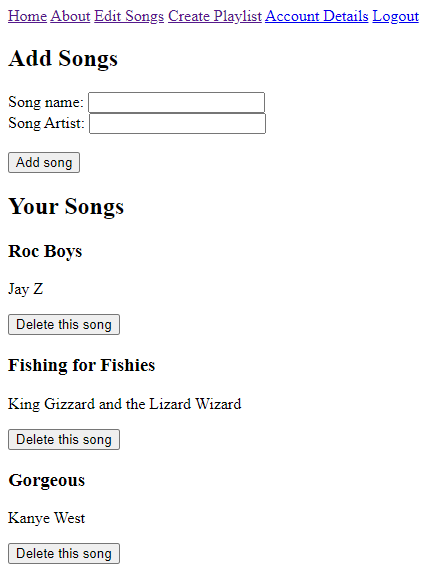 Home About Edit Songs Create Playlist Account Details Logout
Add Songs
Song name:
Song Artist:
Add song
Your Songs
Roc Boys
Jay Z
Delete this song
Fishing for Fishies
King Gizzard and the Lizard Wizard
Delete this song
Gorgeous
Kanye West
Delete this song